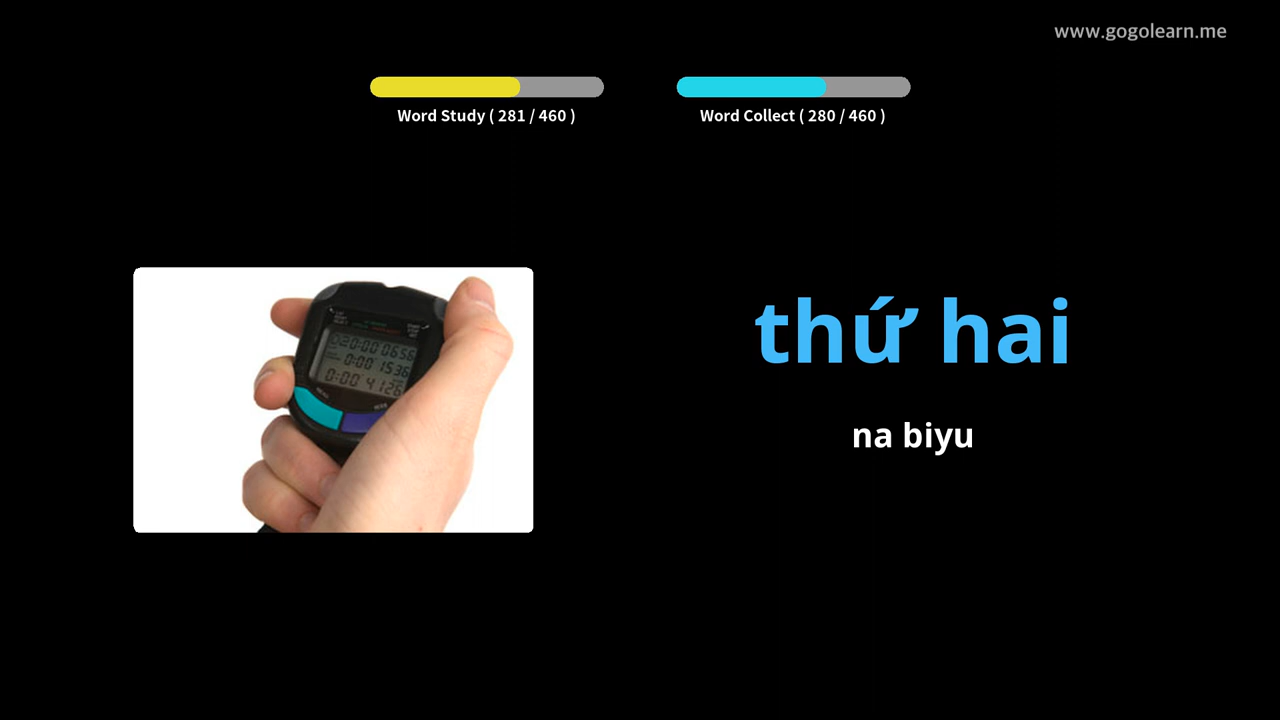 www.gogolearn.me
Word Study ( 281 / 460 )
Word Collect ( 280 / 460 )
thứ hai
na biyu